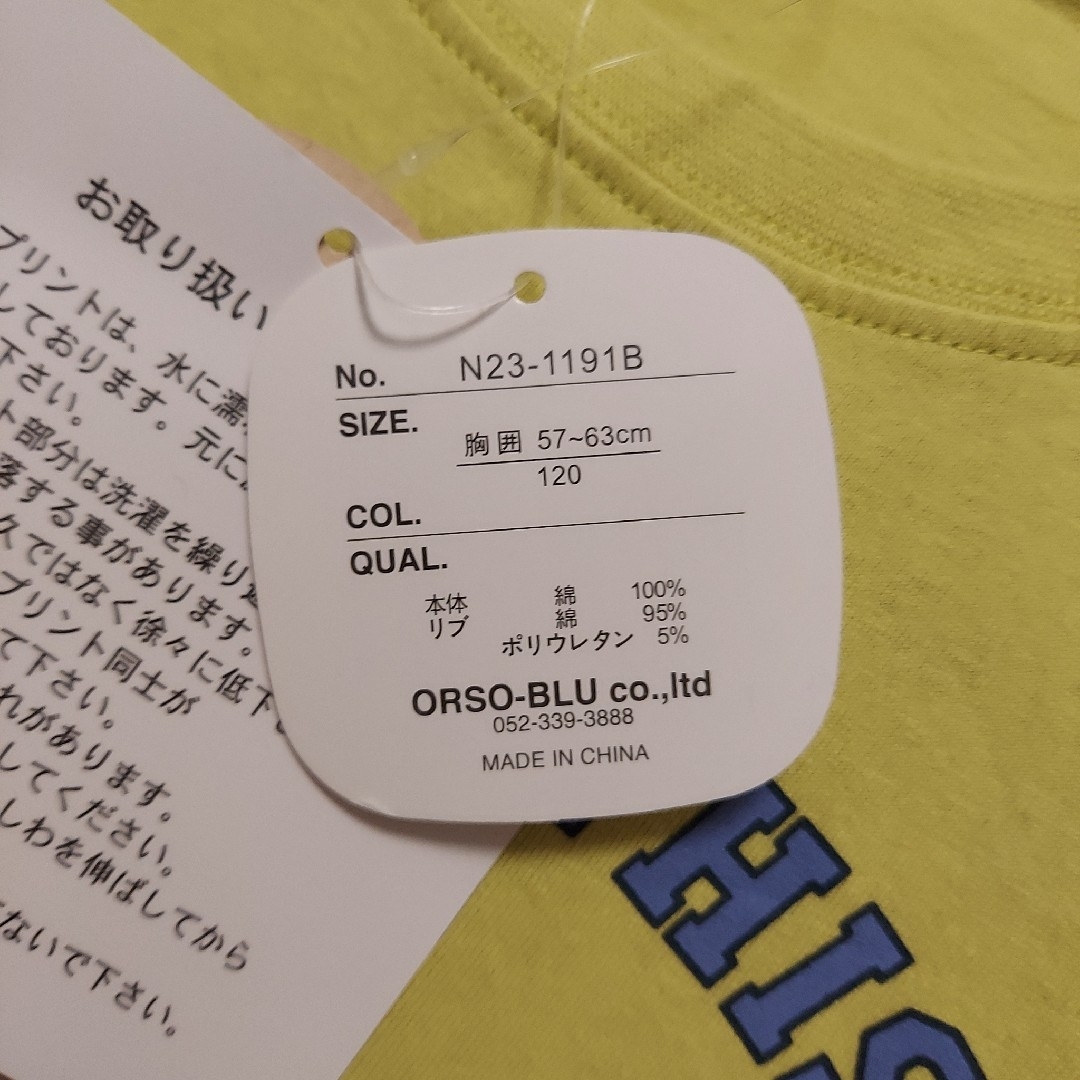 お取り扱い
プリントは、水に濡
しております。元に
下さい。
ト部分は洗濯を繰り返
落する事があります。
久ではなく徐々に低下
プリント同士が
て下さい。
れがあります。
してください。
しわを伸ばしてから
ないで下さい。
No. N23-1191B
SIZE.
胸囲 57~63cm
120
COL.
QUAL.
本体 綿 100%
リブ 綿 95%
ポリウレタン 5%
ORSO-BLU co.,ltd
052-339-3888
MADE IN CHINA
HIS